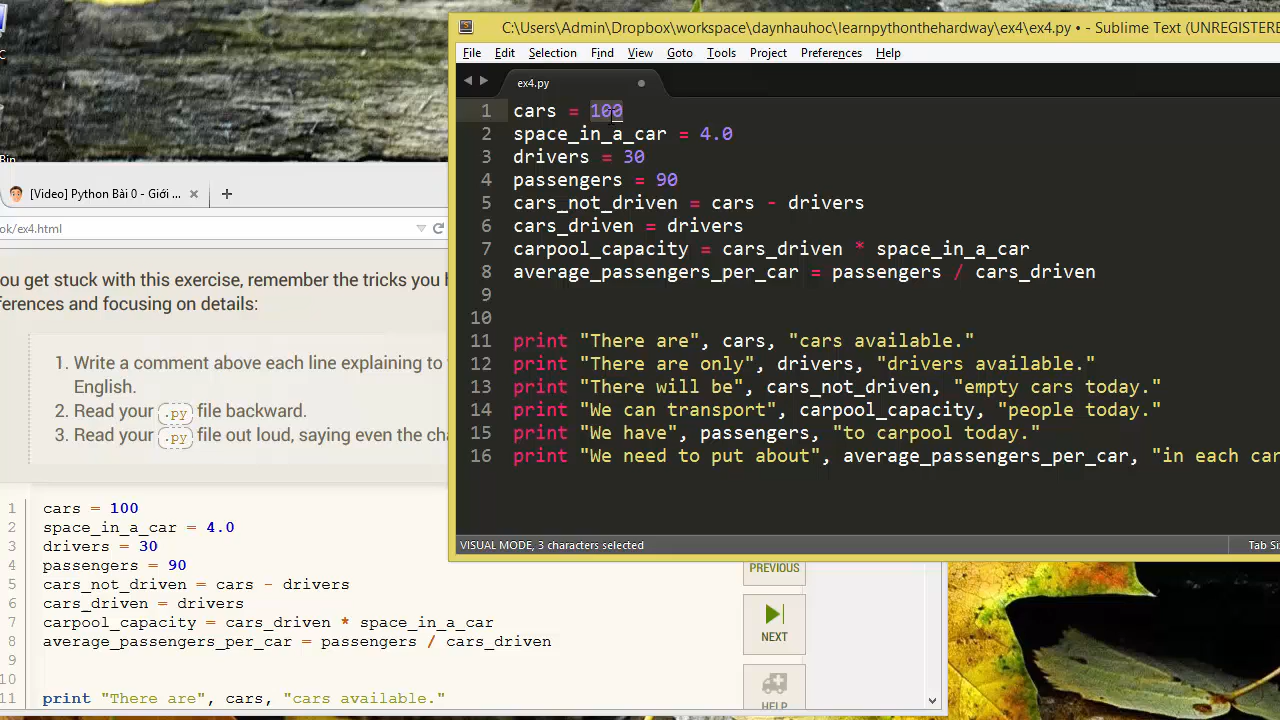 C:\Users\Admin\Dropbox\workspace\daynhauhoc\learnpythonthehardway\ex4\ex4.py • - Sublime Text (UNREGISTERE
File Edit Selection Find View Goto Tools Project Preferences Help
ex4.py
1 cars = 100
2 space_in_a_car = 4.0
3 drivers = 30
4 passengers = 90
5 cars_not_driven = cars - drivers
6 cars_driven = drivers
7 carpool_capacity = cars_driven * space_in_a_car
8 average_passengers_per_car = passengers / cars_driven
9
10
11 print "There are", cars, "cars available."
12 print "There are only", drivers, "drivers available."
13 print "There will be", cars_not_driven, "empty cars today."
14 print "We can transport", carpool_capacity, "people today."
15 print "We have", passengers, "to carpool today."
16 print "We need to put about", average_passengers_per_car, "in each car
VISUAL MODE, 3 characters selected
Tab Si
C
Bin
[Video] Python Bài 0 - Giới ...
ok/ex4.html
ou get stuck with this exercise, remember the tricks you h
ferences and focusing on details:
1. Write a comment above each line explaining to
English.
2. Read your .py file backward.
3. Read your .py file out loud, saying even the cha
1 cars = 100
2 space_in_a_car = 4.0
3 drivers = 30
4 passengers = 90
5 cars_not_driven = cars - drivers
6 cars_driven = drivers
7 carpool_capacity = cars_driven * space_in_a_car
8 average_passengers_per_car = passengers / cars_driven
9
10
11 print "There are", cars, "cars available."
PREVIOUS
NEXT
HELP